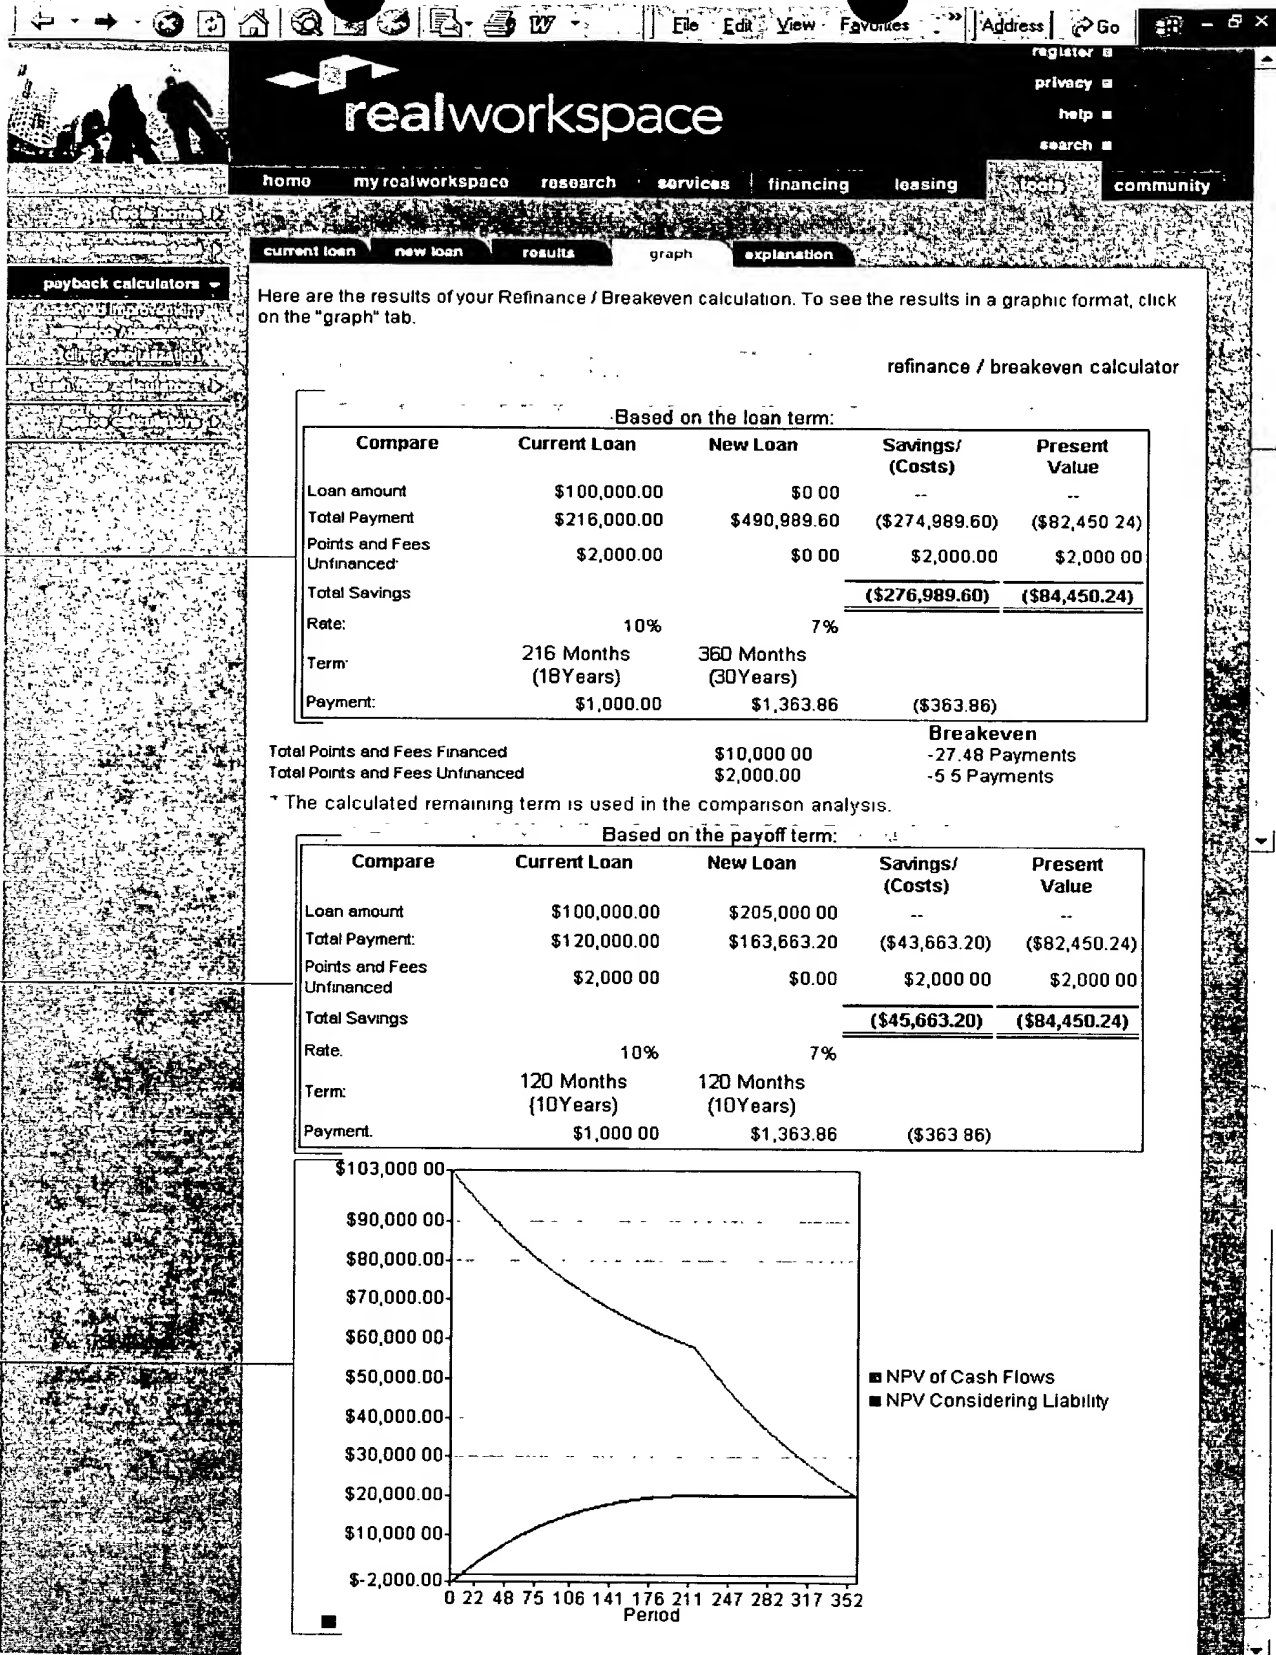 File Edit View Favorites » Address Go
register
privacy
help
search
realworkspace
home my realworkspace research services financing leasing tools community
current loan new loan results graph explanation
payback calculators
Here are the results of your Refinance / Breakeven calculation. To see the results in a graphic format, click
on the "graph" tab.
refinance / breakeven calculator
Based on the loan term:
Compare Current Loan New Loan Savings/ (Costs) Present Value
Loan amount $100,000.00 $0 00 -- --
Total Payment $216,000.00 $490,989.60 ($274,989.60) ($82,450 24)
Points and Fees Unfinanced $2,000.00 $0 00 $2,000.00 $2,000 00
Total Savings ($276,989.60) ($84,450.24)
Rate: 10% 7%
Term 216 Months (18Years) 360 Months (30Years)
Payment: $1,000.00 $1,363.86 ($363.86)
Breakeven
Total Points and Fees Financed $10,000 00 -27.48 Payments
Total Points and Fees Unfinanced $2,000.00 -5 5 Payments
* The calculated remaining term is used in the comparison analysis.
Based on the payoff term:
Compare Current Loan New Loan Savings/ (Costs) Present Value
Loan amount $100,000.00 $205,000 00 -- --
Total Payment: $120,000.00 $163,663.20 ($43,663.20) ($82,450.24)
Points and Fees Unfinanced $2,000 00 $0.00 $2,000 00 $2,000 00
Total Savings ($45,663.20) ($84,450.24)
Rate. 10% 7%
Term: 120 Months (10Years) 120 Months (10Years)
Payment. $1,000 00 $1,363.86 ($363 86)
$103,000 00
$90,000 00
$80,000.00
$70,000.00
$60,000 00
$50,000.00
$40,000.00
$30,000 00
$20,000.00
$10,000 00
$-2,000.00
0 22 48 75 106 141 176 211 247 282 317 352
Period
NPV of Cash Flows
NPV Considering Liability